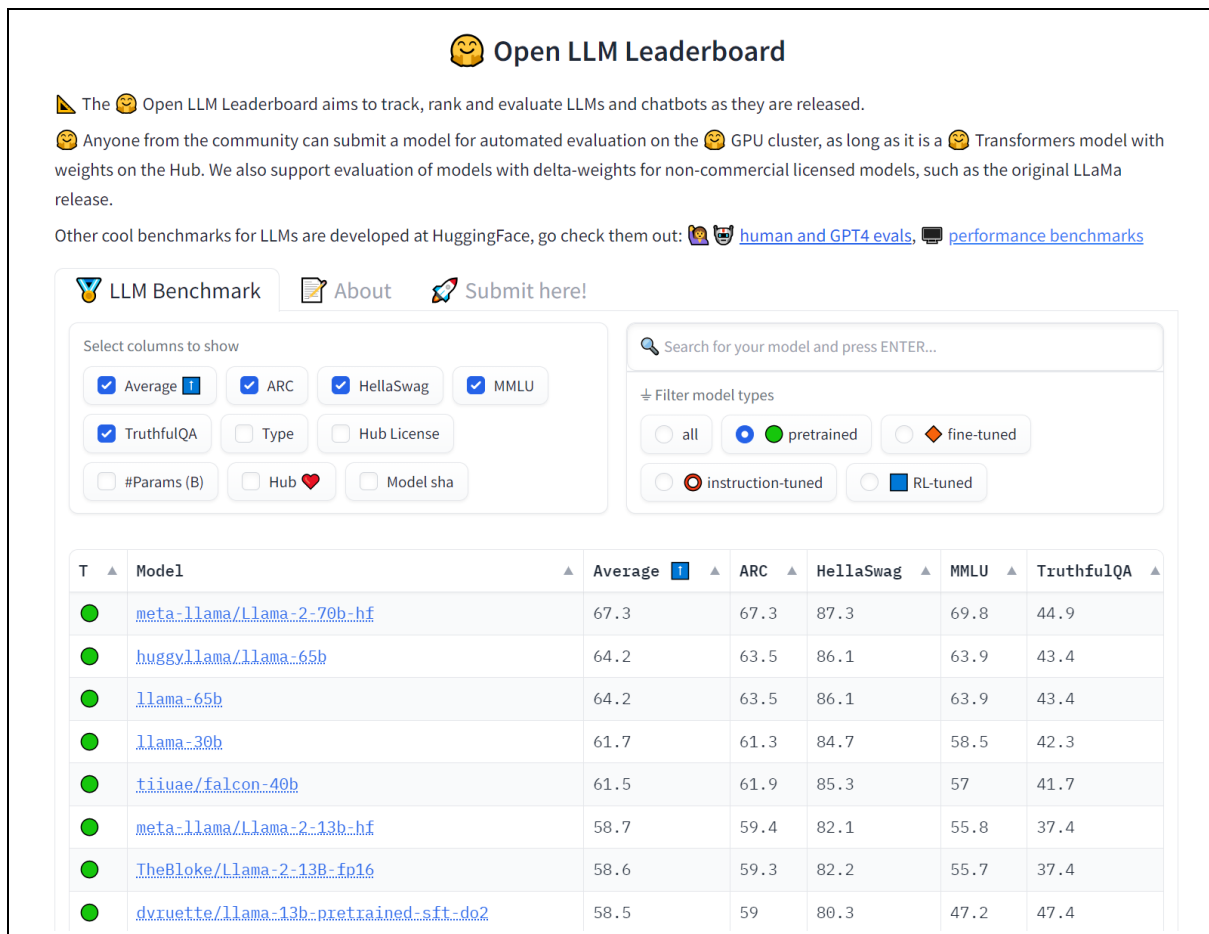 🤗 Open LLM Leaderboard
📐 The 🤗 Open LLM Leaderboard aims to track, rank and evaluate LLMs and chatbots as they are released.
🤗 Anyone from the community can submit a model for automated evaluation on the 🤗 GPU cluster, as long as it is a 🤗 Transformers model with
weights on the Hub. We also support evaluation of models with delta-weights for non-commercial licensed models, such as the original LLaMa
release.
Other cool benchmarks for LLMs are developed at HuggingFace, go check them out: 🙋 🤖 human and GPT4 evals, 🖥️ performance benchmarks
🏅 LLM Benchmark 📝 About 🚀 Submit here!
Select columns to show
Average ⬆️ ARC HellaSwag MMLU
TruthfulQA Type Hub License
#Params (B) Hub ❤️ Model sha
🔍 Search for your model and press ENTER...
⏚ Filter model types
all 🟢 pretrained 🔶 fine-tuned
⭕ instruction-tuned 🟦 RL-tuned
T Model Average ⬆️ ARC HellaSwag MMLU TruthfulQA
🟢 meta-llama/Llama-2-70b-hf 67.3 67.3 87.3 69.8 44.9
🟢 huggyllama/llama-65b 64.2 63.5 86.1 63.9 43.4
🟢 llama-65b 64.2 63.5 86.1 63.9 43.4
🟢 llama-30b 61.7 61.3 84.7 58.5 42.3
🟢 tiiuae/falcon-40b 61.5 61.9 85.3 57 41.7
🟢 meta-llama/Llama-2-13b-hf 58.7 59.4 82.1 55.8 37.4
🟢 TheBloke/Llama-2-13B-fp16 58.6 59.3 82.2 55.7 37.4
🟢 dvruette/llama-13b-pretrained-sft-do2 58.5 59 80.3 47.2 47.4